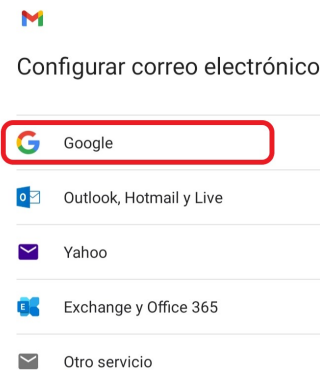 Configurar correo electrónico
Google
Outlook, Hotmail y Live
Yahoo
Exchange y Office 365
Otro servicio